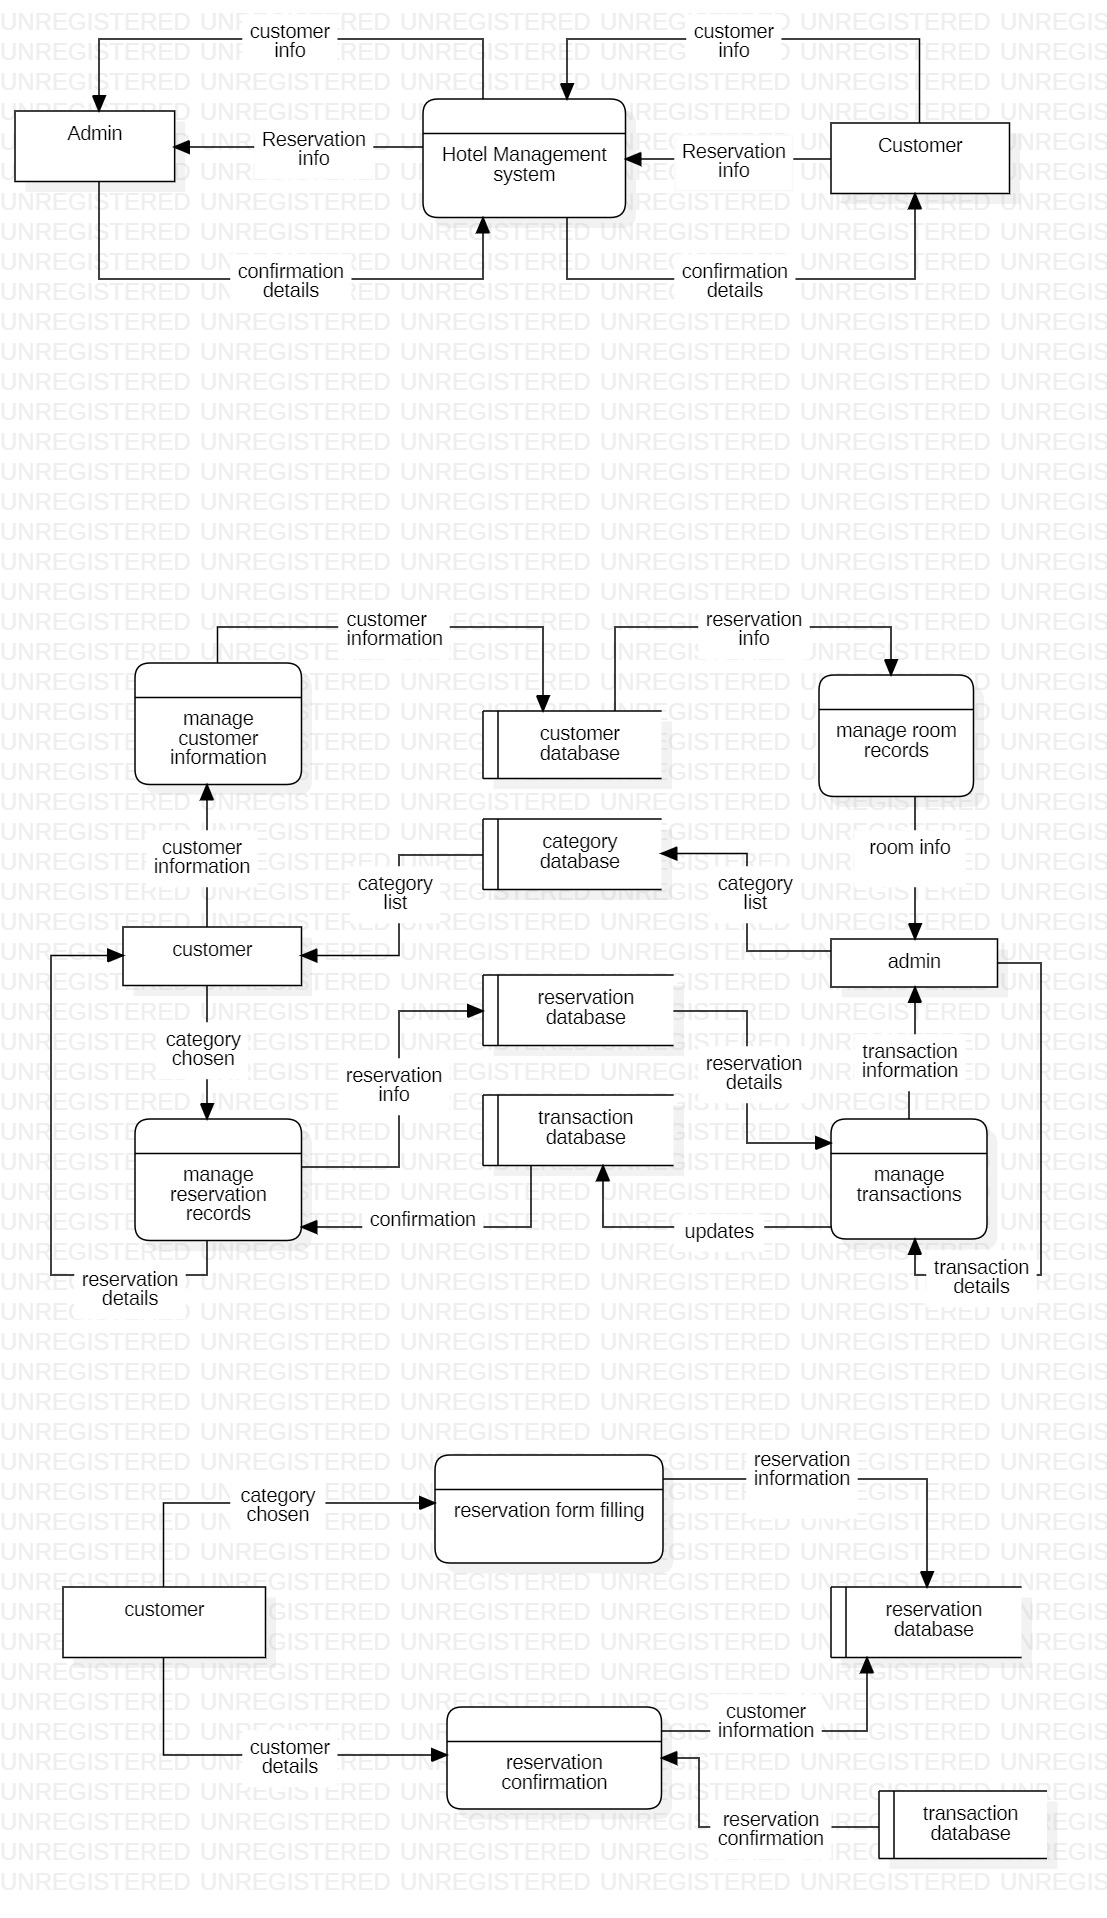 customer
info
customer
info
Admin
Reservation
info
Hotel Management
system
Reservation
info
Customer
confirmation
details
confirmation
details
customer
information
reservation
info
manage
customer
information
customer
database
manage room
records
customer
information
category
database
room info
category
list
category
list
customer
admin
category
chosen
reservation
database
transaction
information
reservation
info
reservation
details
transaction
database
manage
reservation
records
manage
transactions
confirmation
updates
reservation
details
transaction
details
reservation
information
category
chosen
reservation form filling
customer
reservation
database
customer
information
customer
details
reservation
confirmation
reservation
confirmation
transaction
database
UNREGISTERED UNREGISTERED UNREGISTERED UNREGISTERED UNREGISTERED UNREGIS